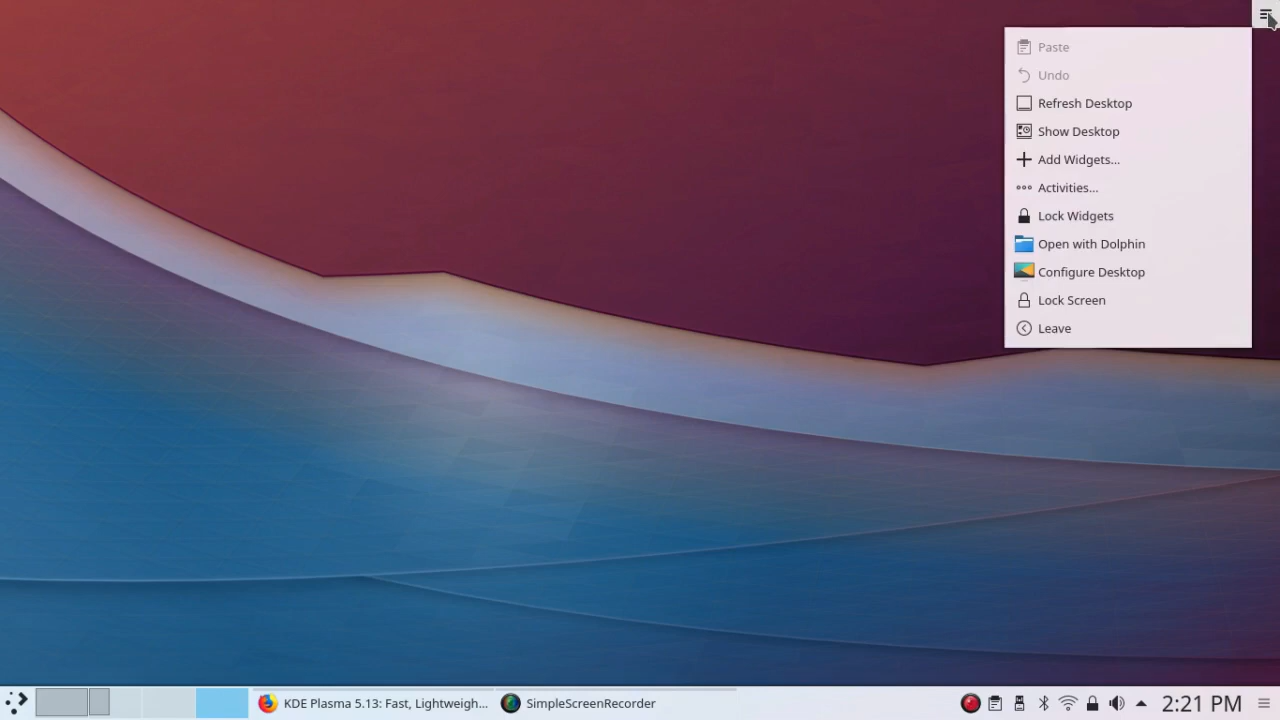 Paste
Undo
Refresh Desktop
Show Desktop
Add Widgets...
Activities...
Lock Widgets
Open with Dolphin
Configure Desktop
Lock Screen
Leave
KDE Plasma 5.13: Fast, Lightweigh...
SimpleScreenRecorder
2:21 PM